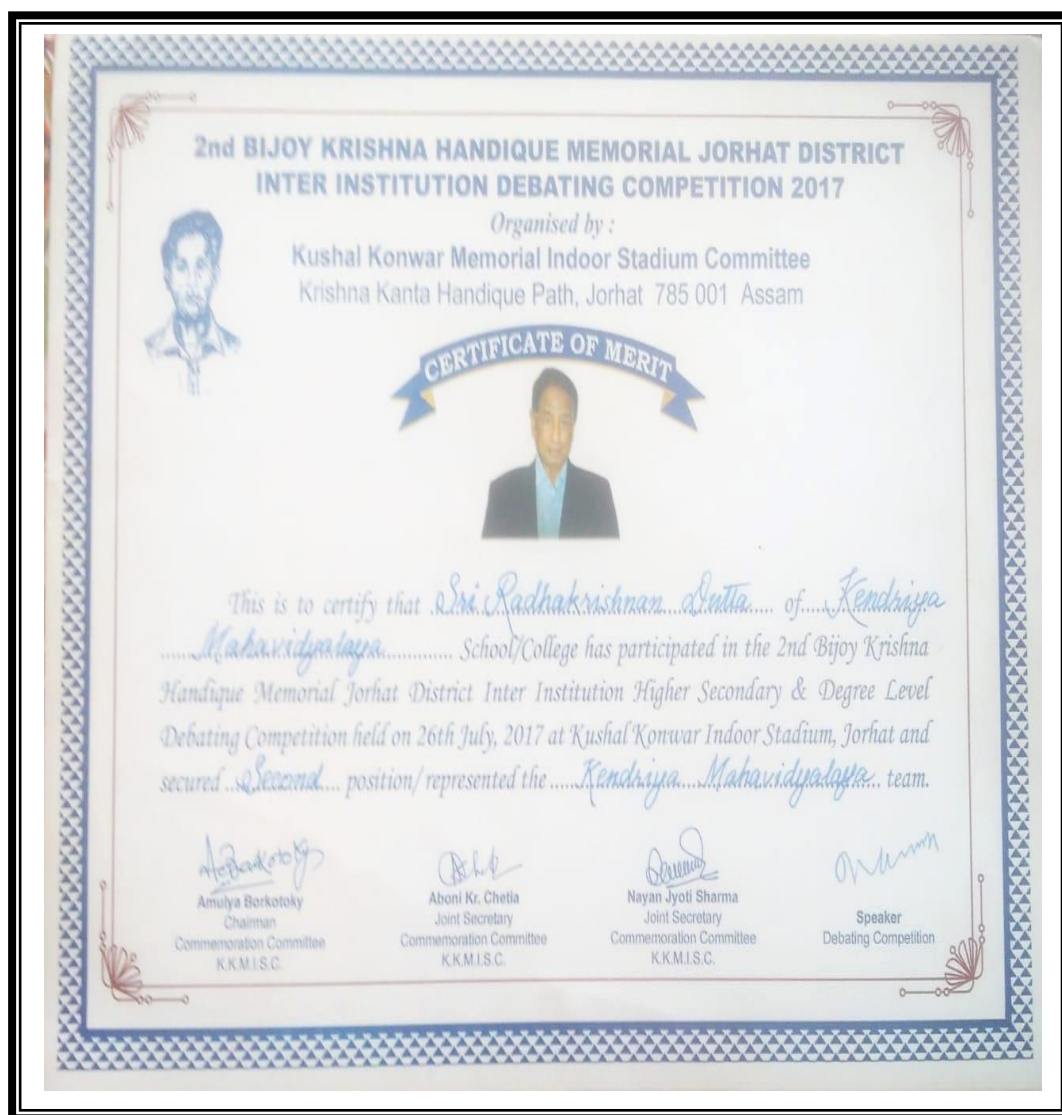 2nd BIJOY KRISHNA HANDIQUE MEMORIAL JORHAT DISTRICT
INTER INSTITUTION DEBATING COMPETITION 2017
Organised by :
Kushal Konwar Memorial Indoor Stadium Committee
Krishna Kanta Handique Path, Jorhat 785 001 Assam
CERTIFICATE OF MERIT
This is to certify that Sri Radhakrishnan Dutta of Kendriya
Mahavidyalaya School/College has participated in the 2nd Bijoy Krishna
Handique Memorial Jorhat District Inter Institution Higher Secondary & Degree Level
Debating Competition held on 26th July, 2017 at Kushal Konwar Indoor Stadium, Jorhat and
secured Second position/ represented the Kendriya Mahavidyalaya team.
Amulya Borkotoky
Chairman
Commemoration Committee
K.K.M.I.S.C.
Aboni Kr. Chetia
Joint Secretary
Commemoration Committee
K.K.M.I.S.C.
Nayan Jyoti Sharma
Joint Secretary
Commemoration Committee
K.K.M.I.S.C.
Speaker
Debating Competition